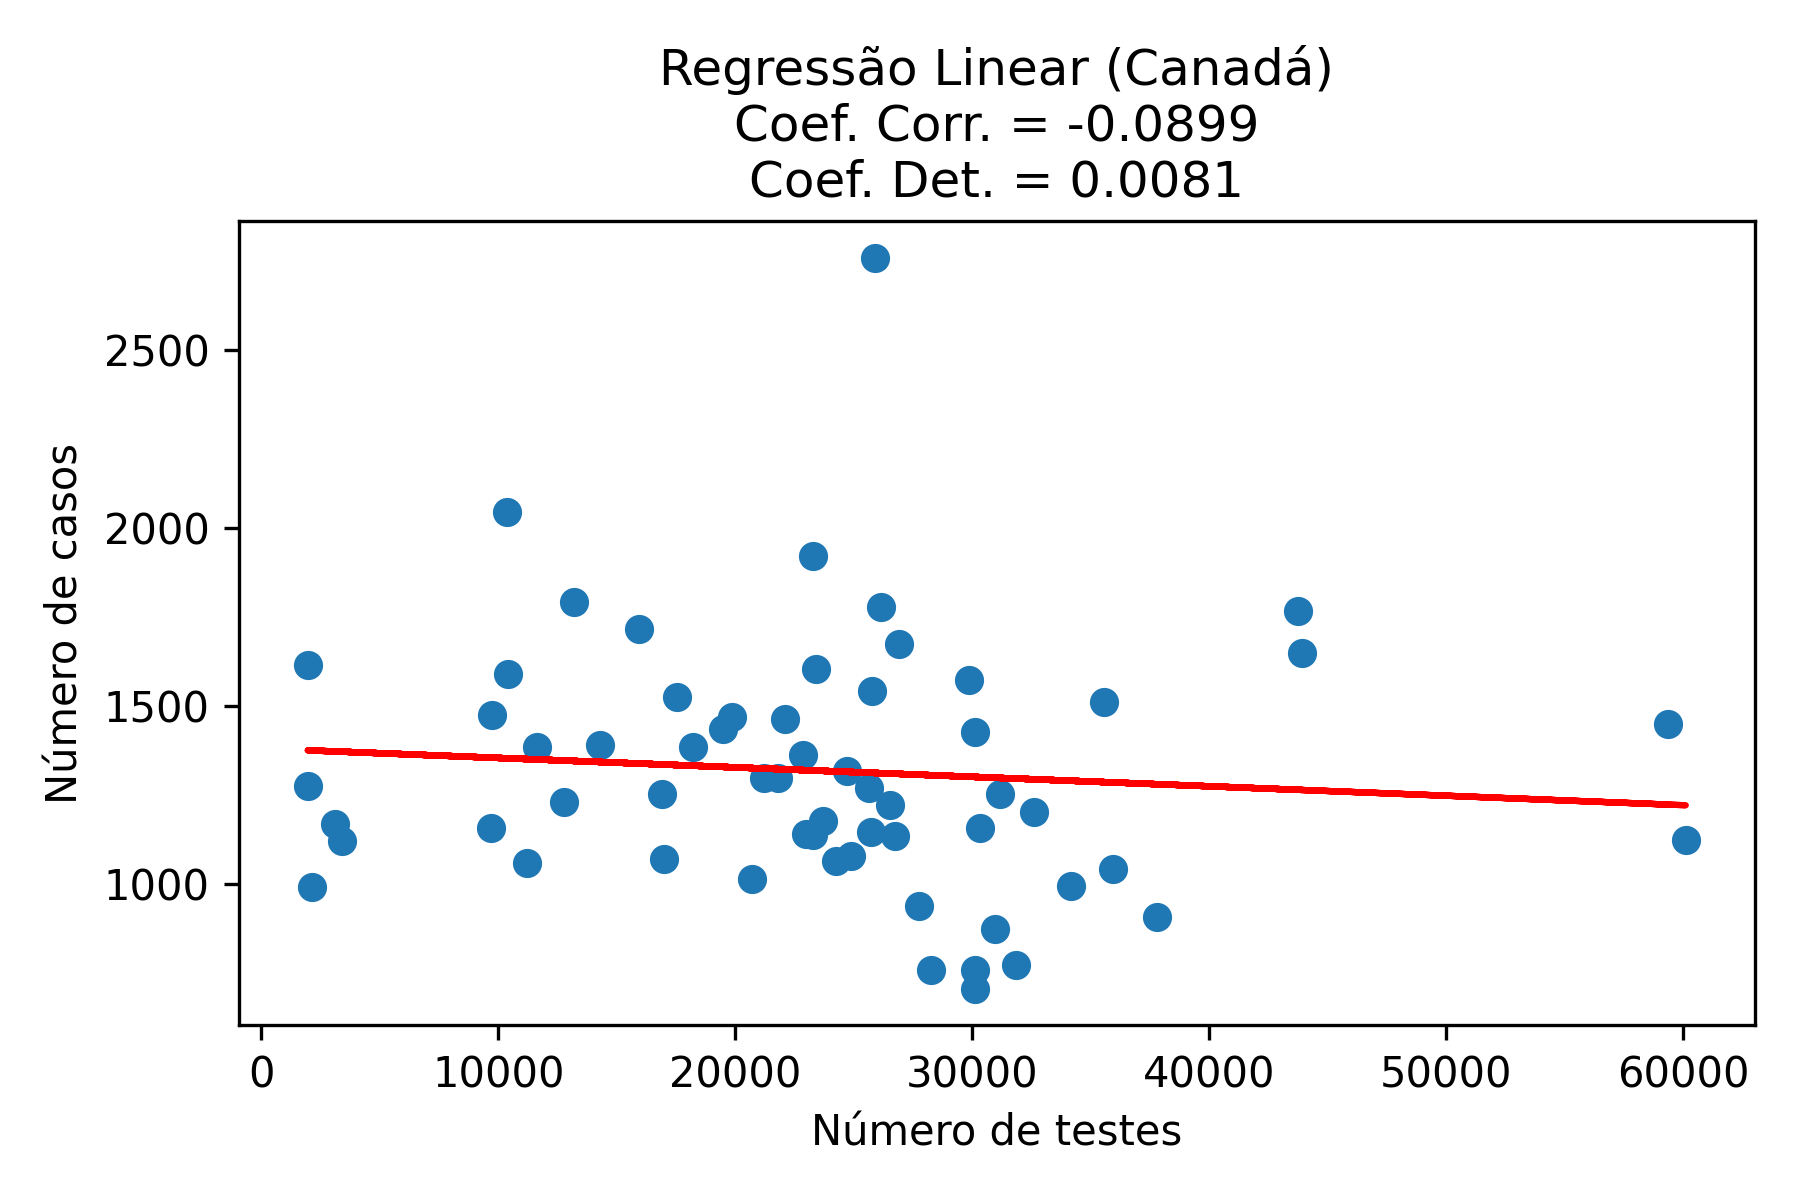 Regressão Linear (Canadá)
Coef. Corr. = -0.0899
Coef. Det. = 0.0081
Número de casos
2500
2000
1500
1000
0 10000 20000 30000 40000 50000 60000
Número de testes